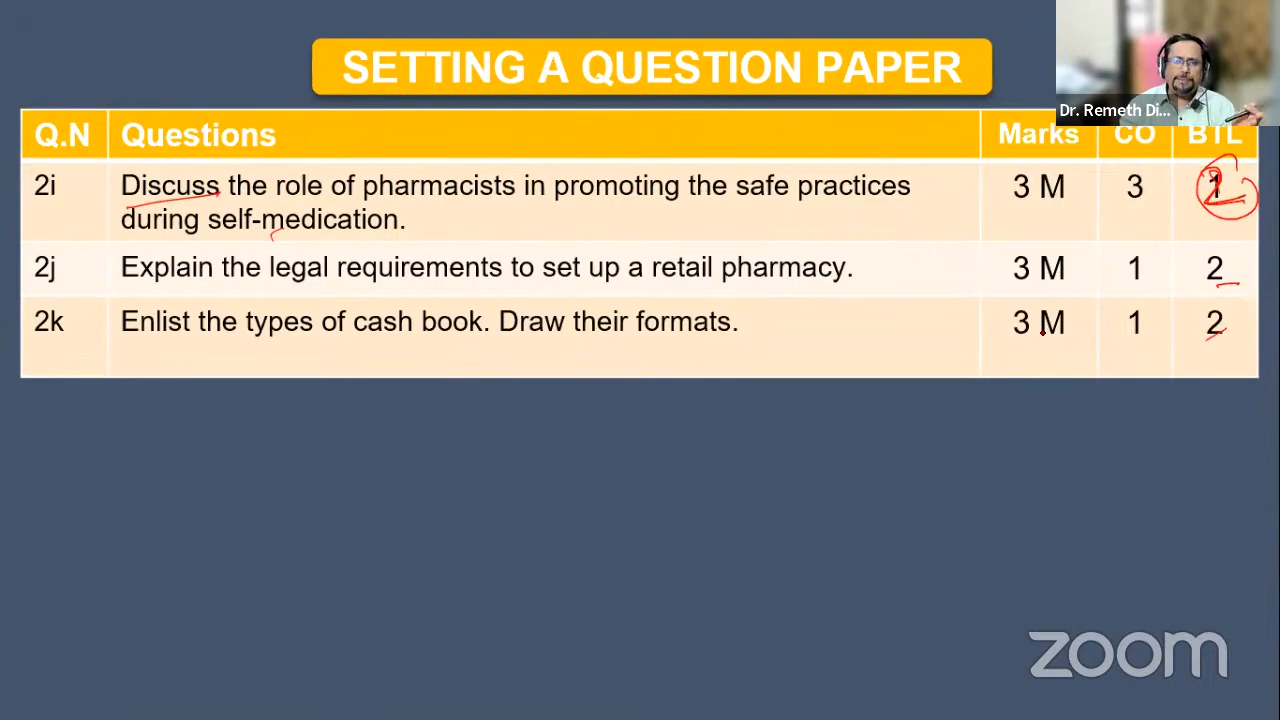 SETTING A QUESTION PAPER
Dr. Remeth Di...
Q.N Questions Marks CO BTL
2i Discuss the role of pharmacists in promoting the safe practices 3 M 3 1 2
during self-medication.
2j Explain the legal requirements to set up a retail pharmacy. 3 M 1 2
2k Enlist the types of cash book. Draw their formats. 3 M 1 2
zoom